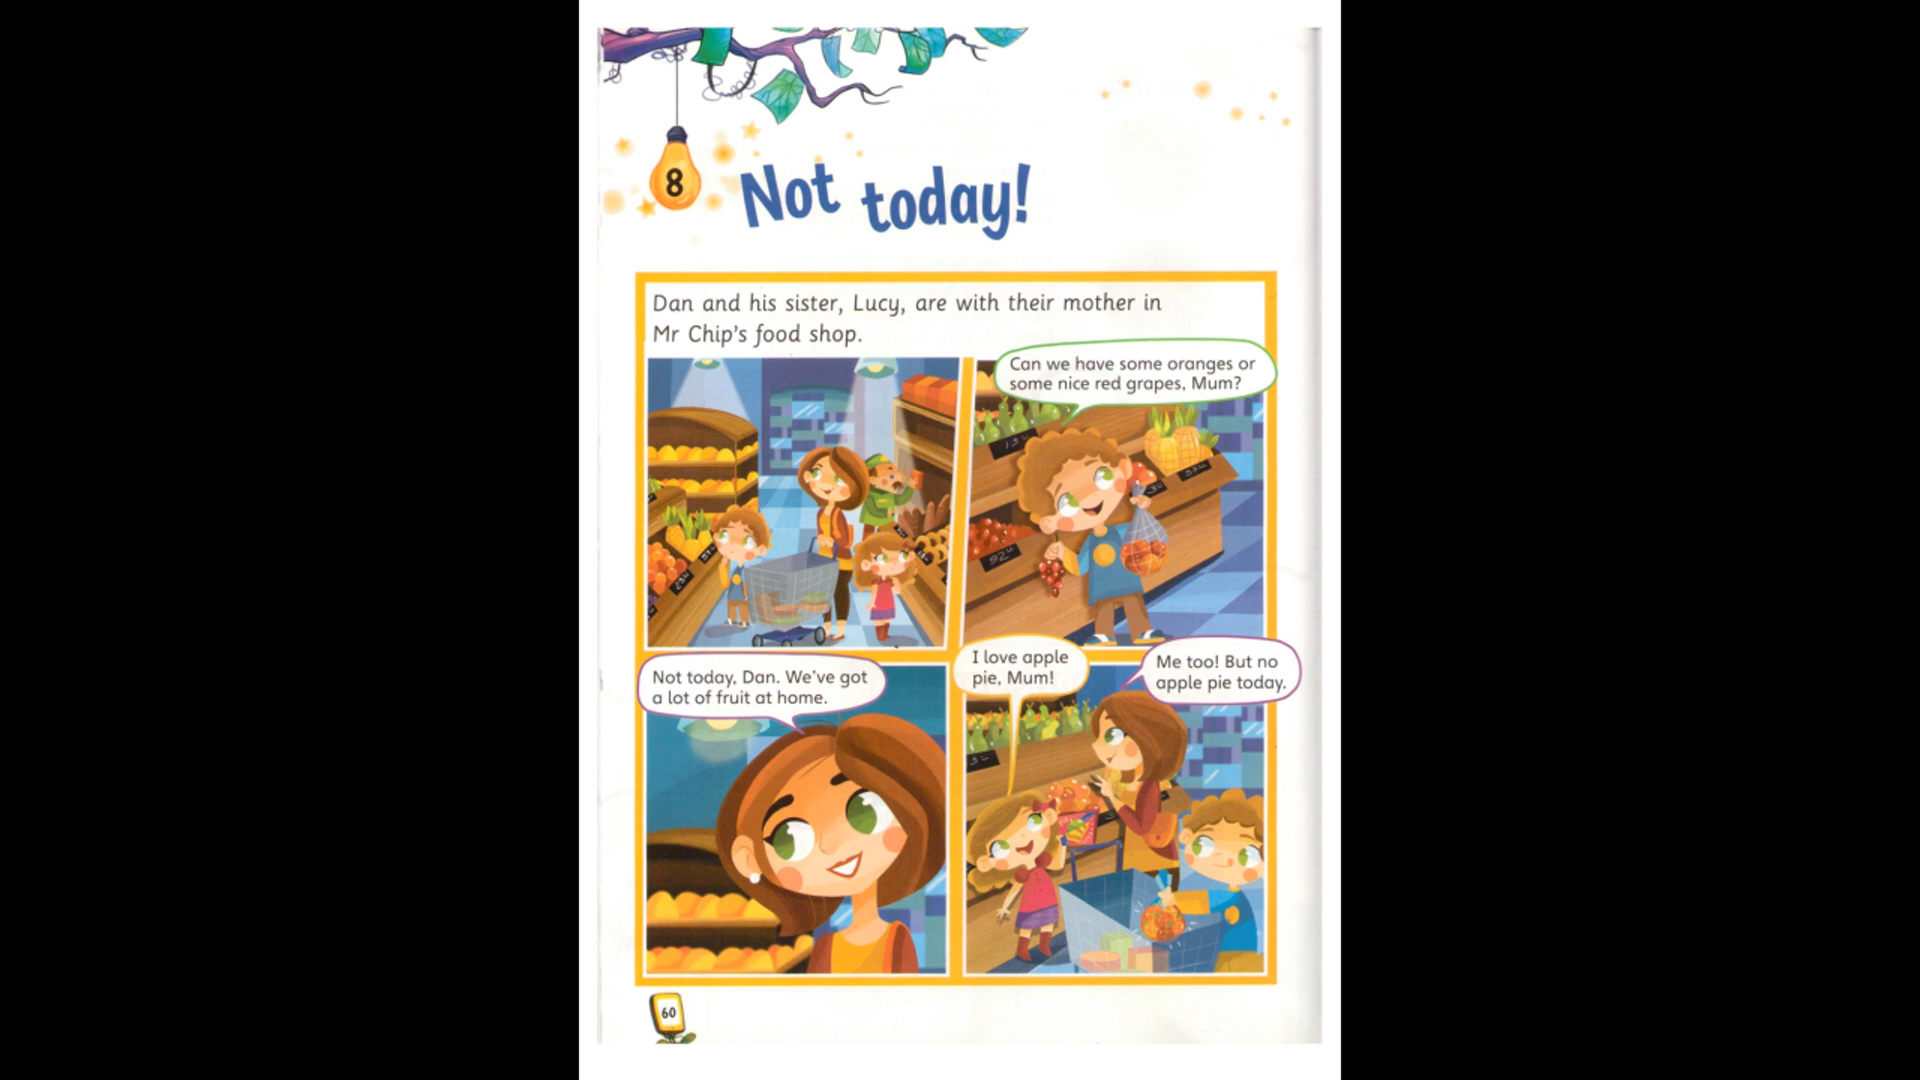 8
Not today!
Dan and his sister, Lucy, are with their mother in
Mr Chip's food shop.
Can we have some oranges or
some nice red grapes, Mum?
Not today, Dan. We've got
a lot of fruit at home.
I love apple
pie, Mum!
Me too! But no
apple pie today.
60